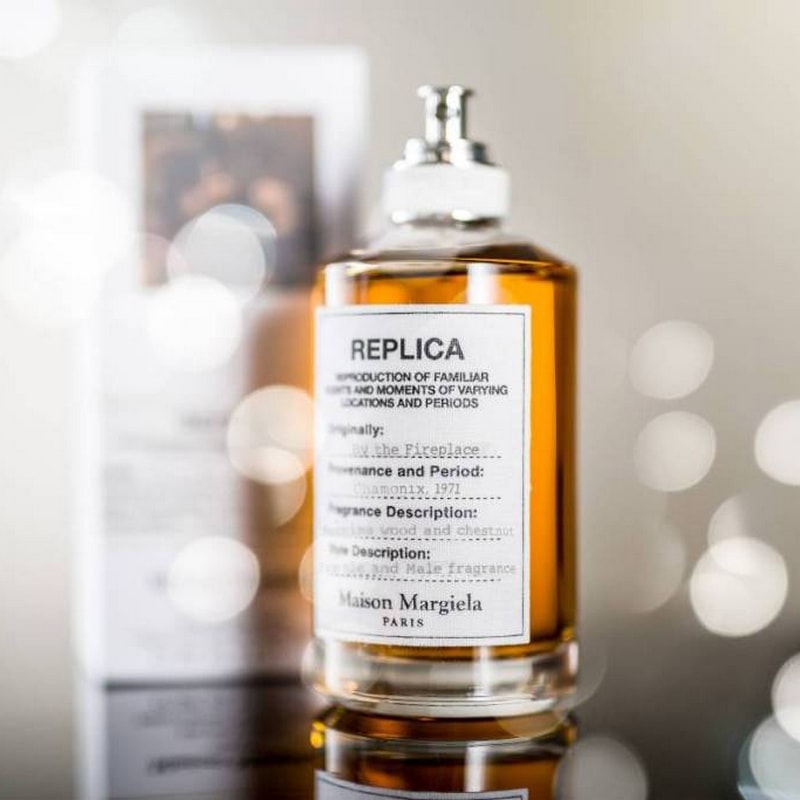 REPLICA
REPRODUCTION OF FAMILIAR
SCENTS AND MOMENTS OF VARYING
LOCATIONS AND PERIODS
Originally:
By the Fireplace
Provenance and Period:
Chamonix, 1971
Fragrance Description:
wood and chestnut
Style Description:
Female and Male fragrance
Maison Margiela
PARIS